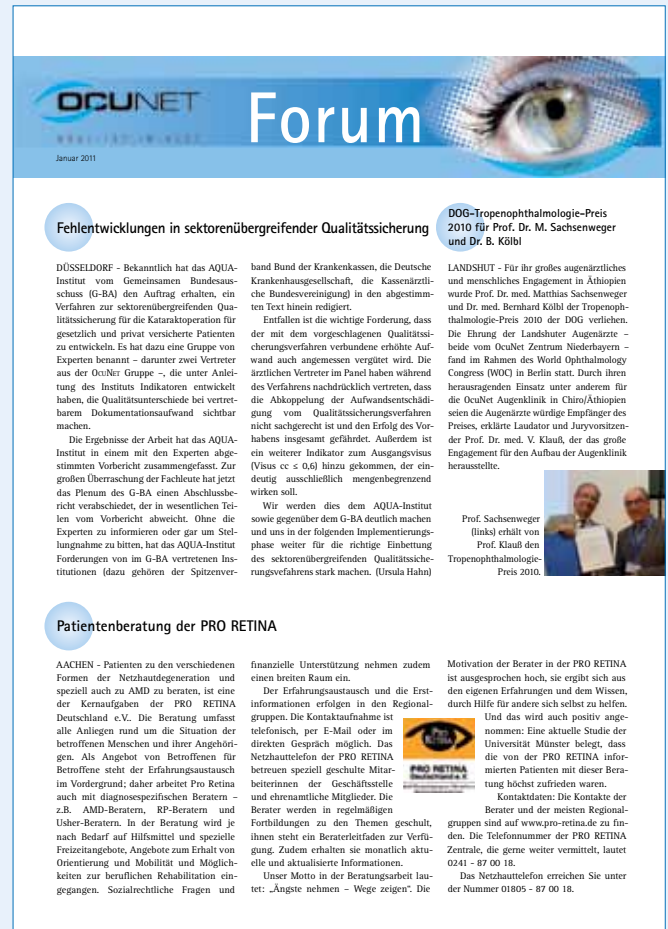 OCUNET
Forum
Januar 2011
Fehlentwicklungen in sektorenübergreifender Qualitätssicherung
DÜSSELDORF - Bekanntlich hat das AQUA-
Institut vom Gemeinsamen Bundesaus-
schuss (G-BA) den Auftrag erhalten, ein
Verfahren zur sektorenübergreifenden Qua-
litätssicherung für die Kataraktoperation für
gesetzlich und privat versicherte Patienten
zu entwickeln. Es hat dazu eine Gruppe von
Experten benannt – darunter zwei Vertreter
aus der OcuNet Gruppe –, die unter Anlei-
tung des Instituts Indikatoren entwickelt
haben, die Qualitätsunterschiede bei vertret-
barem Dokumentationsaufwand sichtbar
machen.
Die Ergebnisse der Arbeit hat das AQUA-
Institut in einem mit den Experten abge-
stimmten Vorbericht zusammengefasst. Zur
großen Überraschung der Fachleute hat jetzt
das Plenum des G-BA einen Abschlussbe-
richt verabschiedet, der in wesentlichen Tei-
len vom Vorbericht abweicht. Ohne die
Experten zu informieren oder gar um Stel-
lungnahme zu bitten, hat das AQUA-Institut
Forderungen von im G-BA vertretenen Ins-
titutionen (dazu gehören der Spitzenver-
band Bund der Krankenkassen, die Deutsche
Krankenhausgesellschaft, die Kassenärztli-
che Bundesvereinigung) in den abgestimm-
ten Text hinein redigiert.
Entfallen ist die wichtige Forderung, dass
der mit dem vorgeschlagenen Qualitätssi-
cherungsverfahren verbundene erhöhte Auf-
wand auch angemessen vergütet wird. Die
ärztlichen Vertreter im Panel haben während
des Verfahrens nachdrücklich vertreten, dass
die Abkoppelung der Aufwandsentschädi-
gung vom Qualitätssicherungsverfahren
nicht sachgerecht ist und den Erfolg des Vor-
habens insgesamt gefährdet. Außerdem ist
ein weiterer Indikator zum Ausgangsvisus
(Visus cc ≤ 0,6) hinzu gekommen, der ein-
deutig ausschließlich mengenbegrenzend
wirken soll.
Wir werden dies dem AQUA-Institut
sowie gegenüber dem G-BA deutlich machen
und uns in der folgenden Implementierungs-
phase weiter für die richtige Einbettung
des sektorenübergreifenden Qualitätssiche-
rungsvefahrens stark machen. (Ursula Hahn)
DOG-Tropenophthalmologie-Preis
2010 für Prof. Dr. M. Sachsenweger
und Dr. B. Kölbl
LANDSHUT - Für ihr großes augenärztliches
und menschliches Engagement in Äthiopien
wurde Prof. Dr. med. Matthias Sachsenweger
und Dr. med. Bernhard Kölbl der Tropenoph-
thalmologie-Preis 2010 der DOG verliehen.
Die Ehrung der Landshuter Augenärzte –
beide vom OcuNet Zentrum Niederbayern –
fand im Rahmen des World Ophthalmology
Congress (WOC) in Berlin statt. Durch ihren
herausragenden Einsatz unter anderem für
die OcuNet Augenklinik in Chiro/Äthiopien
seien die Augenärzte würdige Empfänger des
Preises, erklärte Laudator und Juryvorsitzen-
der Prof. Dr. med. V. Klauß, der das große
Engagement für den Aufbau der Augenklinik
herausstellte.
Prof. Sachsenweger
(links) erhält von
Prof. Klauß den
Tropenophthalmologie-
Preis 2010.
Patientenberatung der PRO RETINA
AACHEN - Patienten zu den verschiedenen
Formen der Netzhautdegeneration und
speziell auch zu AMD zu beraten, ist eine
der Kernaufgaben der PRO RETINA
Deutschland e.V.. Die Beratung umfasst
alle Anliegen rund um die Situation der
betroffenen Menschen und ihrer Angehöri-
gen. Als Angebot von Betroffenen für
Betroffene steht der Erfahrungsaustausch
im Vordergrund; daher arbeitet Pro Retina
auch mit diagnosespezifischen Beratern –
z.B. AMD-Beratern, RP-Beratern und
Usher-Beratern. In der Beratung wird je
nach Bedarf auf Hilfsmittel und spezielle
Freizeitangebote, Angebote zum Erhalt von
Orientierung und Mobilität und Möglich-
keiten zur beruflichen Rehabilitation ein-
gegangen. Sozialrechtliche Fragen und
finanzielle Unterstützung nehmen zudem
einen breiten Raum ein.
Der Erfahrungsaustausch und die Erst-
informationen erfolgen in den Regional-
gruppen. Die Kontaktaufnahme ist
telefonisch, per E-Mail oder im
direkten Gespräch möglich. Das
Netzhauttelefon der PRO RETINA
betreuen speziell geschulte Mitar-
beiterinnen der Geschäftsstelle
und ehrenamtliche Mitglieder. Die
Berater werden in regelmäßigen
Fortbildungen zu den Themen geschult,
ihnen steht ein Beraterleitfaden zur Verfü-
gung. Zudem erhalten sie monatlich aktu-
elle und aktualisierte Informationen.
Unser Motto in der Beratungsarbeit lau-
tet: „Ängste nehmen – Wege zeigen“. Die
PRO
RETINA
PRO RETINA
Deutschland e. V.
Motivation der Berater in der PRO RETINA
ist ausgesprochen hoch, sie ergibt sich aus
den eigenen Erfahrungen und dem Wissen,
durch Hilfe für andere sich selbst zu helfen.
Und das wird auch positiv ange-
nommen: Eine aktuelle Studie der
Universität Münster belegt, dass
die von der PRO RETINA infor-
mierten Patienten mit dieser Bera-
tung höchst zufrieden waren.
Kontaktdaten: Die Kontakte der
Berater und der meisten Regional-
gruppen sind auf www.pro-retina.de zu fin-
den. Die Telefonnummer der PRO RETINA
Zentrale, die gerne weiter vermittelt, lautet
0241 - 87 00 18.
Das Netzhauttelefon erreichen Sie unter
der Nummer 01805 - 87 00 18.